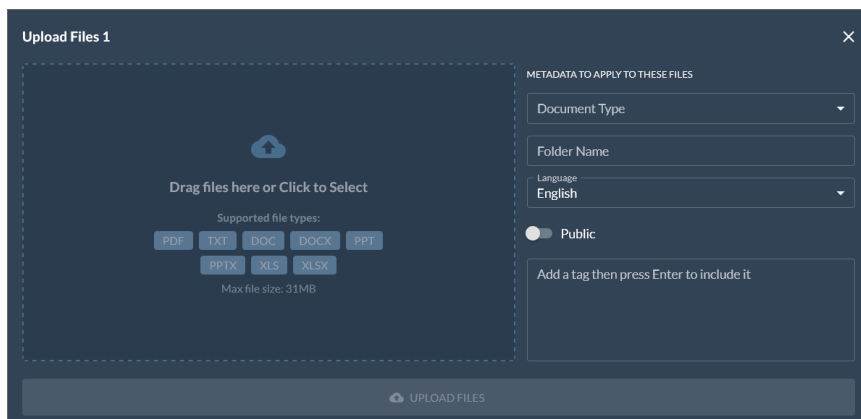 Upload Files 1
Drag files here or Click to Select
Supported file types:
PDF TXT DOC DOCX PPT
PPTX XLS XLSX
Max file size: 31MB
METADATA TO APPLY TO THESE FILES
Document Type
Folder Name
Language
English
Public
Add a tag then press Enter to include it
UPLOAD FILES